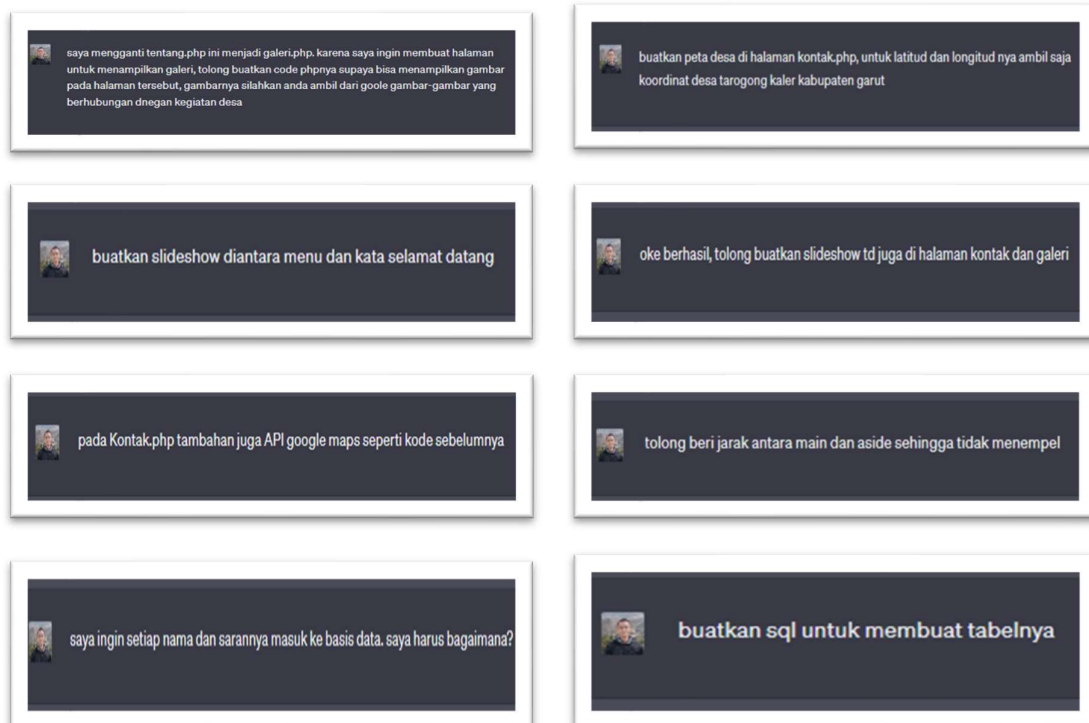 saya mengganti tentang.php ini menjadi galeri.php. karena saya ingin membuat halaman
untuk menampilkan galeri, tolong buatkan code phpnya supaya bisa menampilkan gambar
pada halaman tersebut, gambarnya silahkan anda ambil dari goole gambar-gambar yang
berhubungan dnegan kegiatan desa
buatkan peta desa di halaman kontak.php, untuk latitud dan longitud nya ambil saja
koordinat desa tarogong kaler kabupaten garut
buatkan slideshow diantara menu dan kata selamat datang
oke berhasil, tolong buatkan slideshow td juga di halaman kontak dan galeri
pada Kontak.php tambahan juga API google maps seperti kode sebelumnya
tolong beri jarak antara main dan aside sehingga tidak menempel
saya ingin setiap nama dan sarannya masuk ke basis data. saya harus bagaimana?
buatkan sql untuk membuat tabelnya